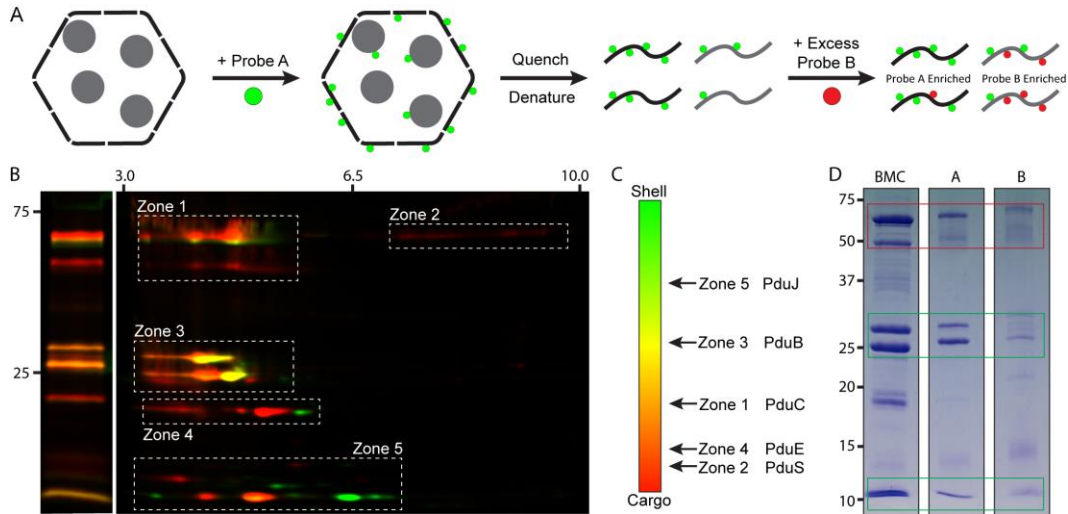 A
+ Probe A
Quench
Denature
+ Excess
Probe B
Probe A Enriched
Probe B Enriched
B
3.0
6.5
10.0
75
25
Zone 1
Zone 2
Zone 3
Zone 4
Zone 5
C
Shell
Zone 5 PduJ
Zone 3 PduB
Zone 1 PduC
Zone 4 PduE
Zone 2 PduS
Cargo
D
BMC
A
B
75
50
37
25
20
15
10